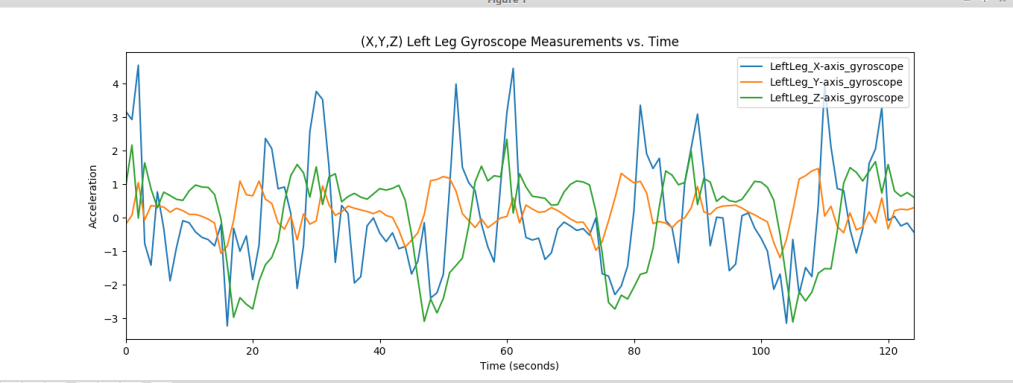 Figure 1
(X,Y,Z) Left Leg Gyroscope Measurements vs. Time
LeftLeg_X-axis_gyroscope
LeftLeg_Y-axis_gyroscope
LeftLeg_Z-axis_gyroscope
Acceleration
4
3
2
1
0
−1
−2
−3
0 20 40 60 80 100 120
Time (seconds)